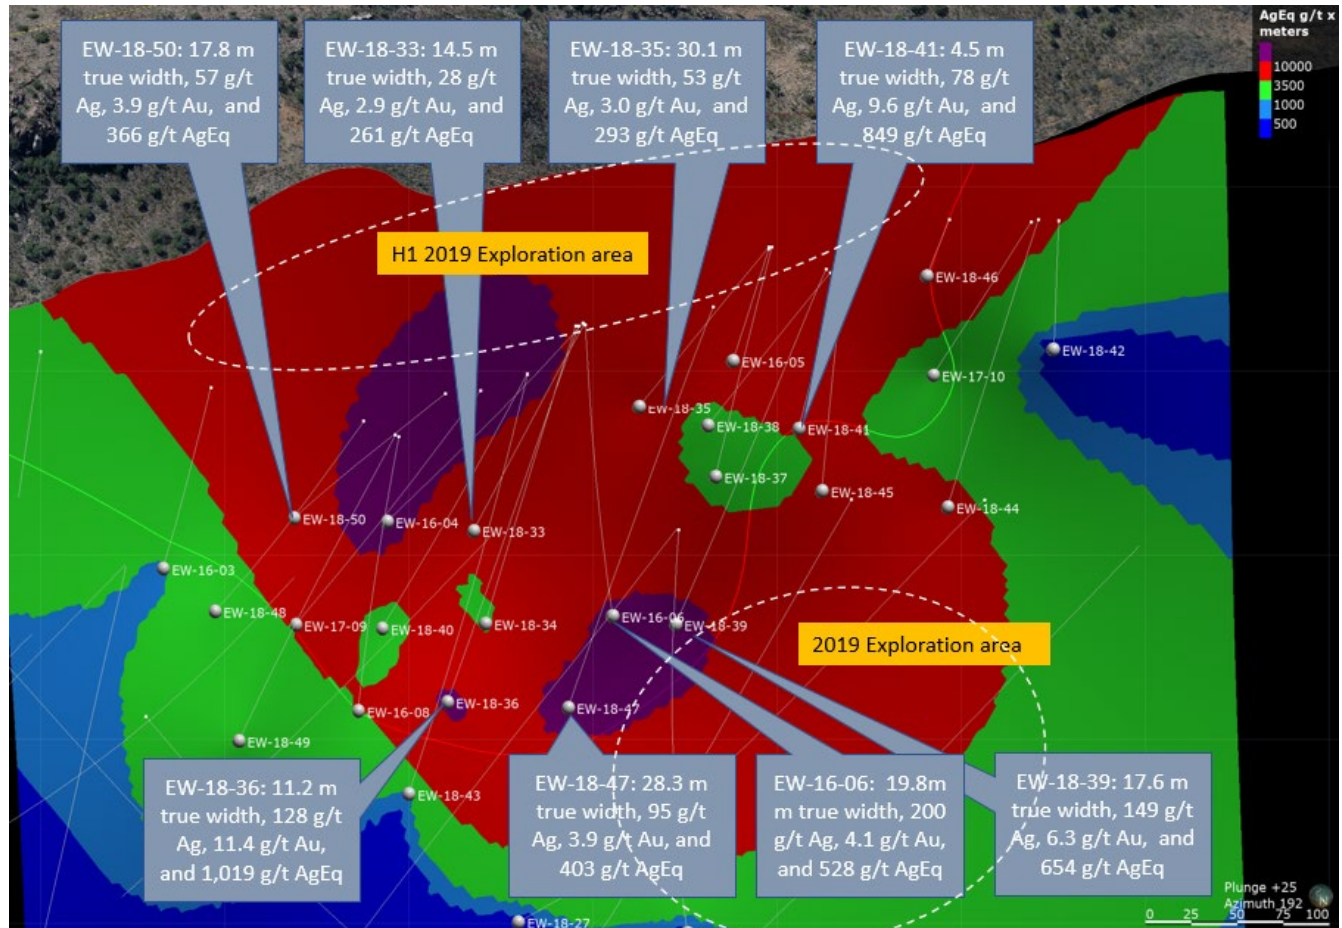 EW-18-50: 17.8 m
true width, 57 g/t
Ag, 3.9 g/t Au, and
366 g/t AgEq
EW-18-33: 14.5 m
true width, 28 g/t
Ag, 2.9 g/t Au, and
261 g/t AgEq
EW-18-35: 30.1 m
true width, 53 g/t
Ag, 3.0 g/t Au, and
293 g/t AgEq
EW-18-41: 4.5 m
true width, 78 g/t
Ag, 9.6 g/t Au, and
849 g/t AgEq
AgEq g/t x
meters
10000
3500
1000
500
H1 2019 Exploration area
EW-18-46
EW-18-42
EW-16-05
EW-17-10
EW-18-35
EW-18-38
EW-18-41
EW-18-37
EW-18-45
EW-18-44
EW-18-50
EW-16-04
EW-18-33
EW-16-03
EW-18-48
EW-17-09
EW-18-40
EW-18-34
EW-16-06
EW-18-39
2019 Exploration area
EW-16-08
EW-18-36
EW-18-47
EW-18-49
EW-18-43
EW-18-36: 11.2 m
true width, 128 g/t
Ag, 11.4 g/t Au,
and 1,019 g/t AgEq
EW-18-47: 28.3 m
true width, 95 g/t
Ag, 3.9 g/t Au, and
403 g/t AgEq
EW-16-06: 19.8m
m true width, 200
g/t Ag, 4.1 g/t Au,
and 528 g/t AgEq
EW-18-39: 17.6 m
true width, 149 g/t
Ag, 6.3 g/t Au, and
654 g/t AgEq
EW-18-27
Plunge +25
Azimuth 192
N
0 25 50 75 100